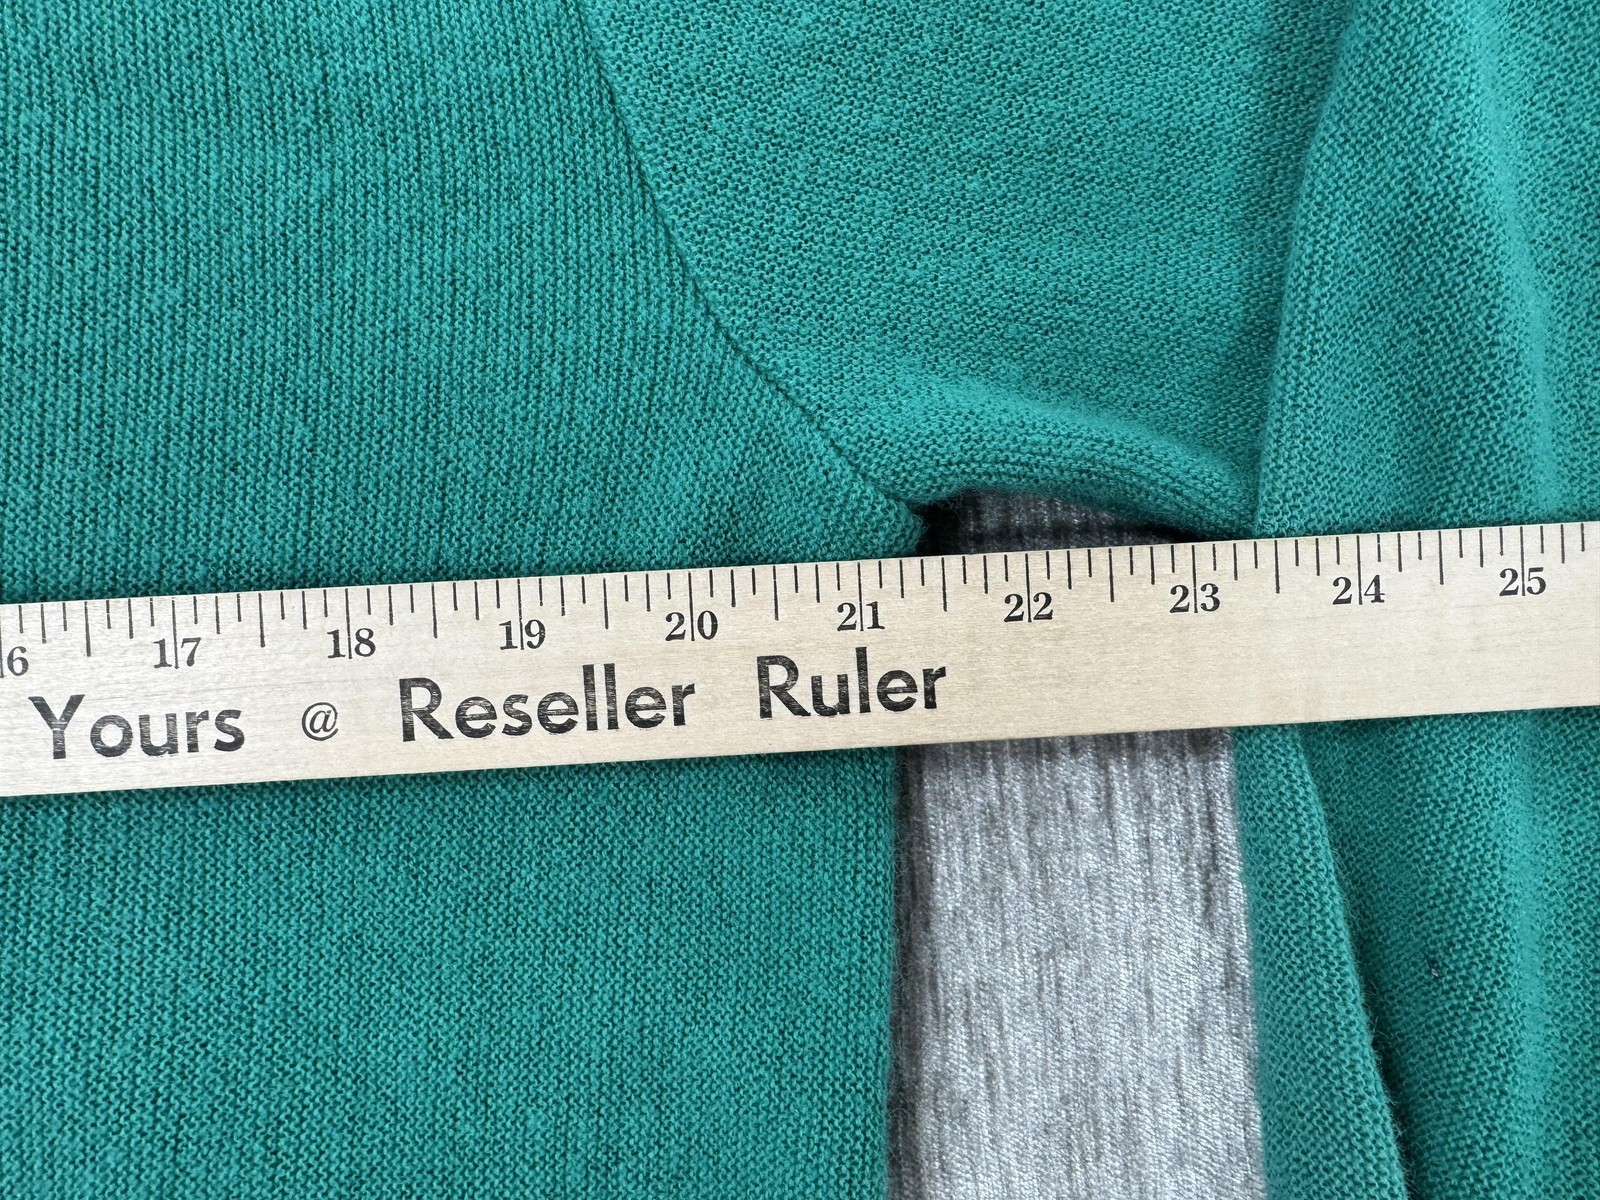 6 17 18 19 20 21 22 23 24 25
Yours @ Reseller Ruler